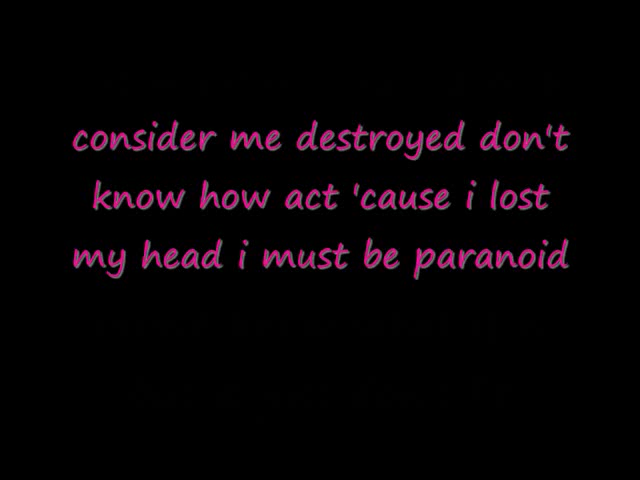 consider me destroyed don't
know how act 'cause i lost
my head i must be paranoid